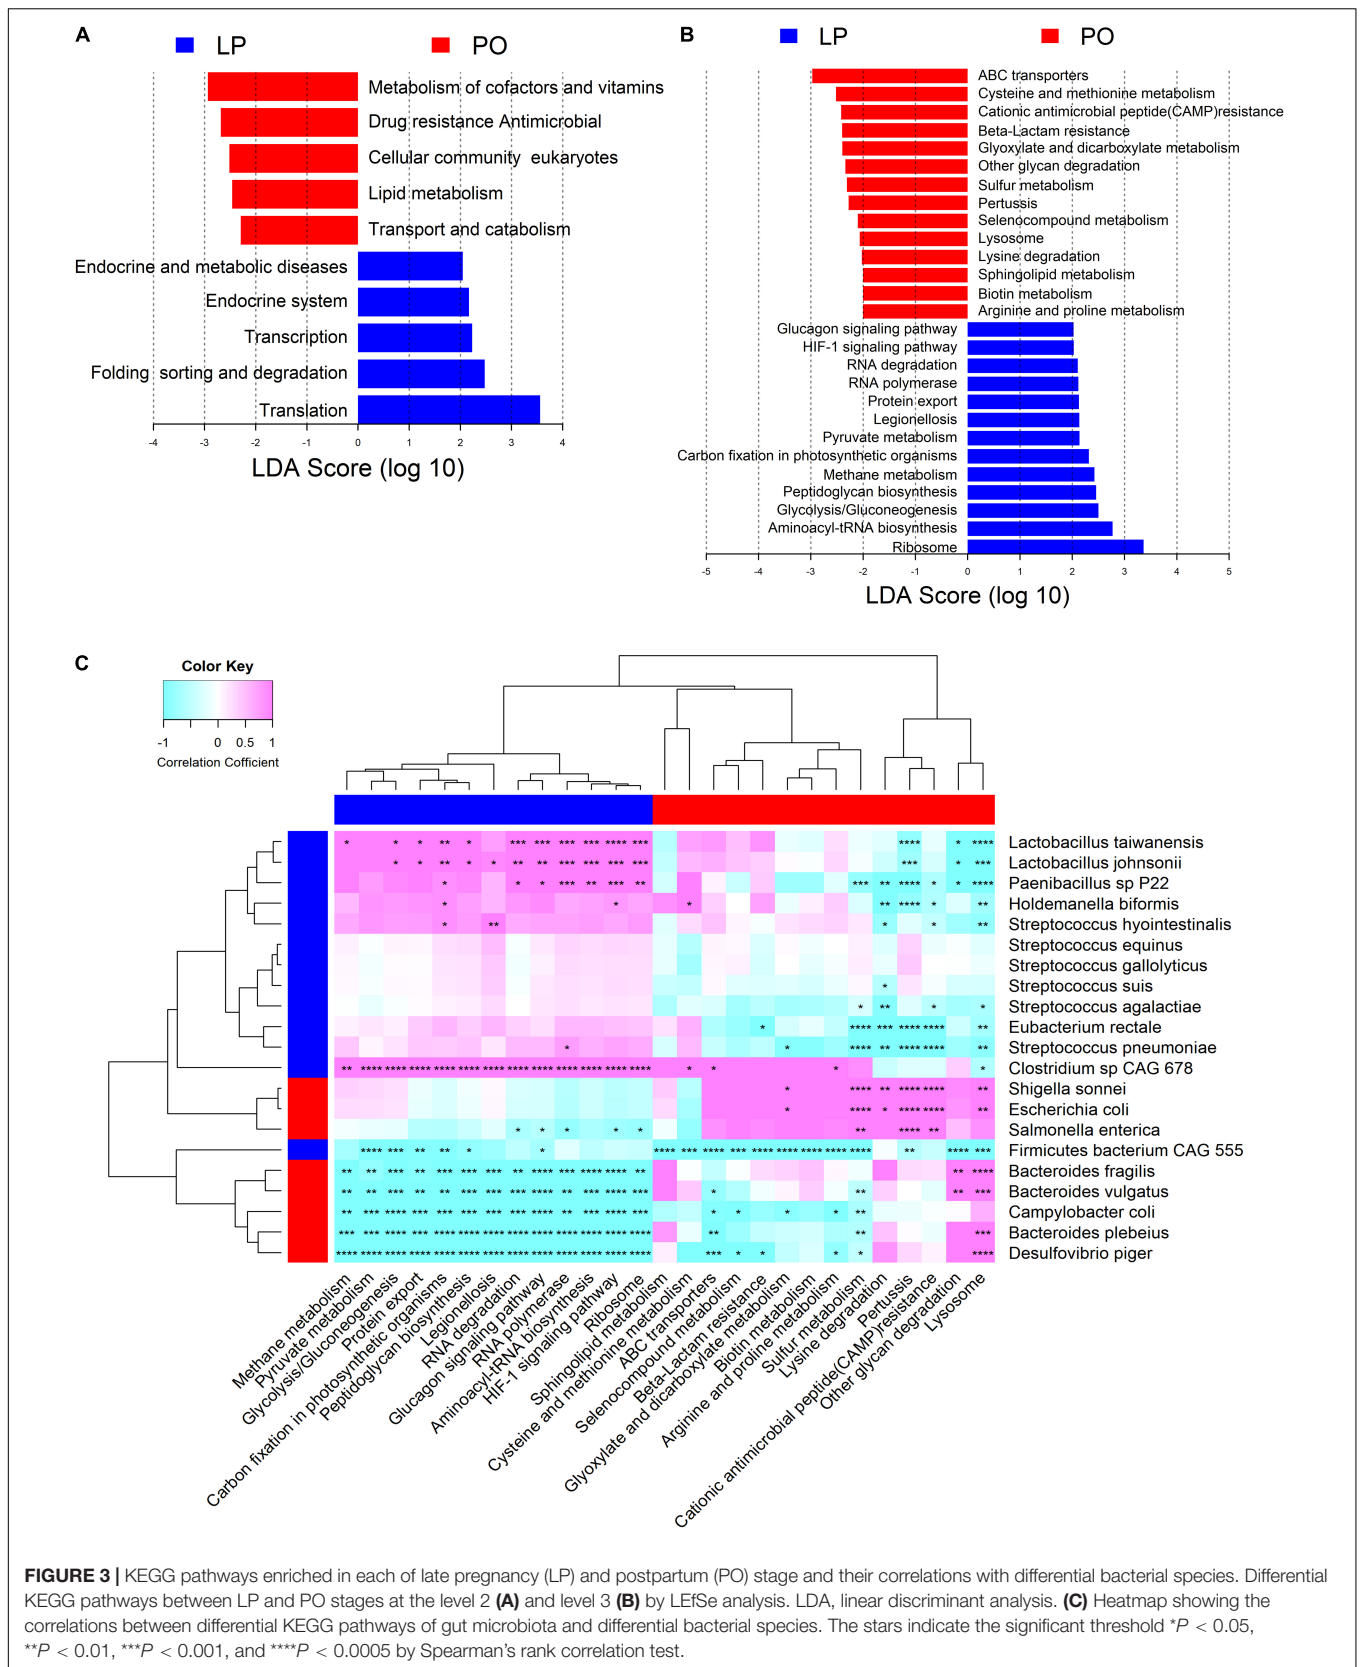 A
LP
PO
Metabolism of cofactors and vitamins
Drug resistance Antimicrobial
Cellular community eukaryotes
Lipid metabolism
Transport and catabolism
Endocrine and metabolic diseases
Endocrine system
Transcription
Folding sorting and degradation
Translation
-4 -3 -2 -1 0 1 2 3 4
LDA Score (log 10)
B
LP
PO
ABC transporters
Cysteine and methionine metabolism
Cationic antimicrobial peptide(CAMP)resistance
Beta-Lactam resistance
Glyoxylate and dicarboxylate metabolism
Other glycan degradation
Sulfur metabolism
Pertussis
Selenocompound metabolism
Lysosome
Lysine degradation
Sphingolipid metabolism
Biotin metabolism
Arginine and proline metabolism
Glucagon signaling pathway
HIF-1 signaling pathway
RNA degradation
RNA polymerase
Protein export
Legionellosis
Pyruvate metabolism
Carbon fixation in photosynthetic organisms
Methane metabolism
Peptidoglycan biosynthesis
Glycolysis/Gluconeogenesis
Aminoacyl-tRNA biosynthesis
Ribosome
-5 -4 -3 -2 -1 0 1 2 3 4 5
LDA Score (log 10)
C
Color Key
-1 0 0.5 1
Correlation Cofficient
Lactobacillus taiwanensis
Lactobacillus johnsonii
Paenibacillus sp P22
Holdemanella biformis
Streptococcus hyointestinalis
Streptococcus equinus
Streptococcus gallolyticus
Streptococcus suis
Streptococcus agalactiae
Eubacterium rectale
Streptococcus pneumoniae
Clostridium sp CAG 678
Shigella sonnei
Escherichia coli
Salmonella enterica
Firmicutes bacterium CAG 555
Bacteroides fragilis
Bacteroides vulgatus
Campylobacter coli
Bacteroides plebeius
Desulfovibrio piger
Methane metabolism
Pyruvate metabolism
Glycolysis/Gluconeogenesis
Protein export
Carbon fixation in photosynthetic organisms
Peptidoglycan biosynthesis
Legionellosis
RNA degradation
Glucagon signaling pathway
RNA polymerase
Aminoacyl-tRNA biosynthesis
HIF-1 signaling pathway
Ribosome
Sphingolipid metabolism
Cysteine and methionine metabolism
ABC transporters
Selenocompound metabolism
Beta-Lactam resistance
Glyoxylate and dicarboxylate metabolism
Biotin metabolism
Arginine and proline metabolism
Sulfur metabolism
Lysine degradation
Pertussis
Cationic antimicrobial peptide(CAMP)resistance
Other glycan degradation
Lysosome
FIGURE 3 | KEGG pathways enriched in each of late pregnancy (LP) and postpartum (PO) stage and their correlations with differential bacterial species. Differential
KEGG pathways between LP and PO stages at the level 2 (A) and level 3 (B) by LEfSe analysis. LDA, linear discriminant analysis. (C) Heatmap showing the
correlations between differential KEGG pathways of gut microbiota and differential bacterial species. The stars indicate the significant threshold *P < 0.05,
**P < 0.01, ***P < 0.001, and ****P < 0.0005 by Spearman's rank correlation test.